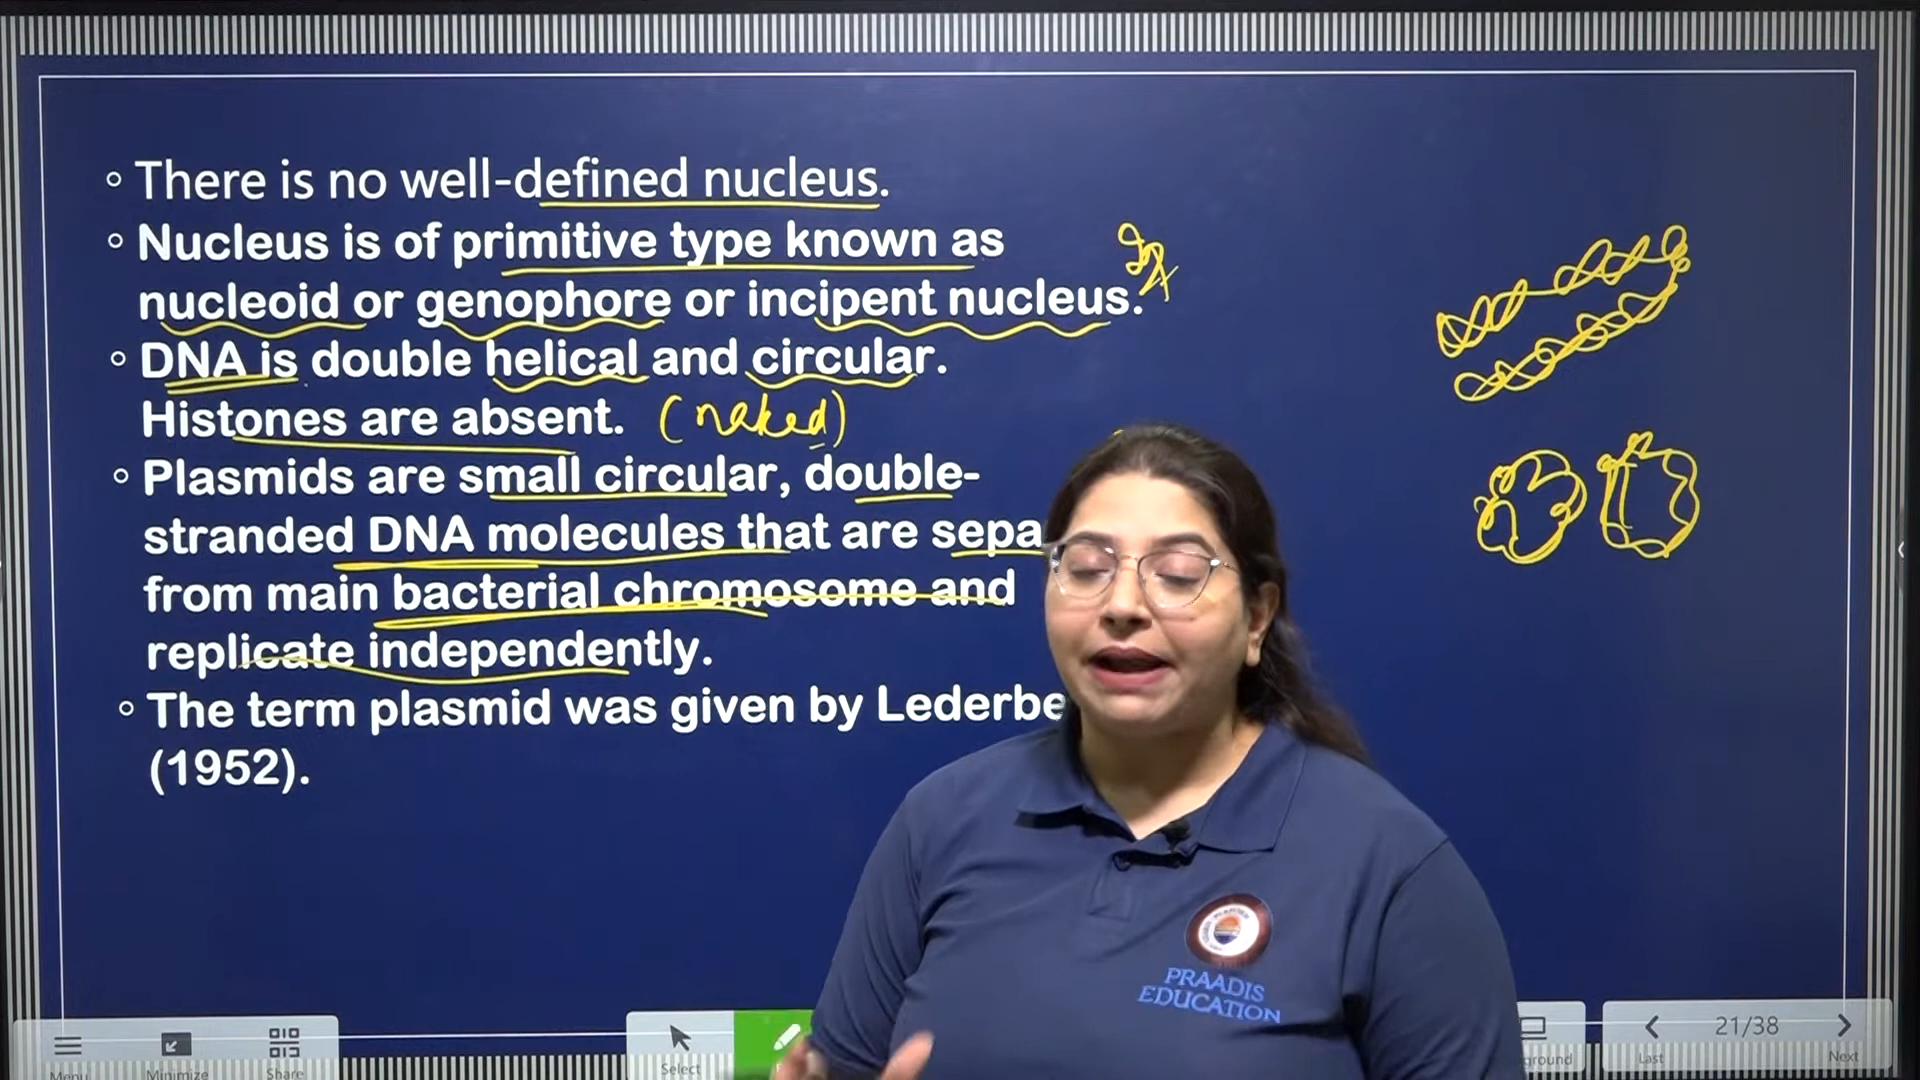 There is no well-defined nucleus.
Nucleus is of primitive type known as
nucleoid or genophore or incipent nucleus.
DNA is double helical and circular.
Histones are absent. (naked)
Plasmids are small circular, double-
stranded DNA molecules that are sepa
from main bacterial chromosome and
replicate independently.
The term plasmid was given by Lederbe
(1952).
PRAADIS
EDUCATION
21/38
Menu Minimize Share Select ground Last Next